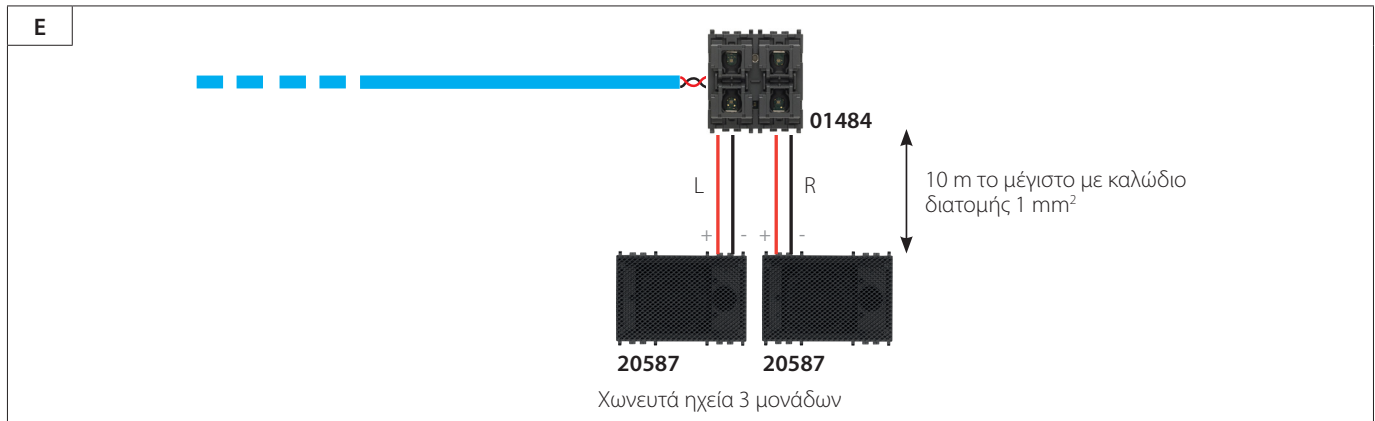 E
01484
L
R
10 m το μέγιστο με καλώδιο
διατομής 1 mm²
+ - + -
20587
20587
Χωνευτά ηχεία 3 μονάδων